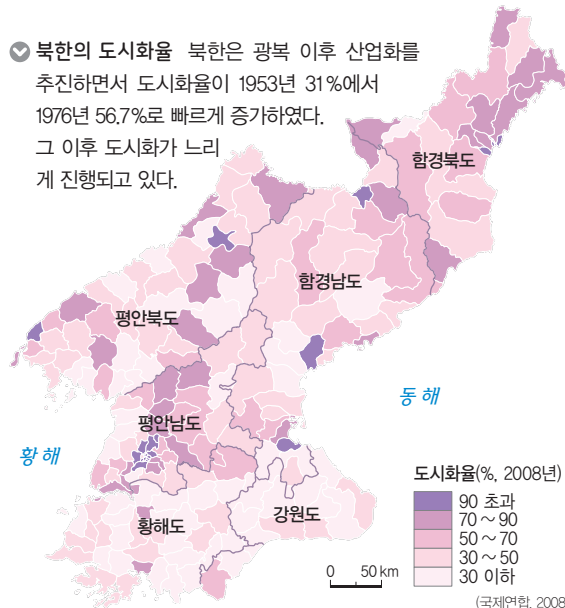 북한의 도시화율 북한은 광복 이후 산업화를
추진하면서 도시화율이 1953년 31%에서
1976년 56.7%로 빠르게 증가하였다.
그 이후 도시화가 느리
게 진행되고 있다.
함경북도
함경남도
평안북도
동해
평안남도
황해
도시화율(%, 2008년)
90 초과
70~90
50~70
30~50
30 이하
황해도
강원도
0 50km
(국제연합, 2008